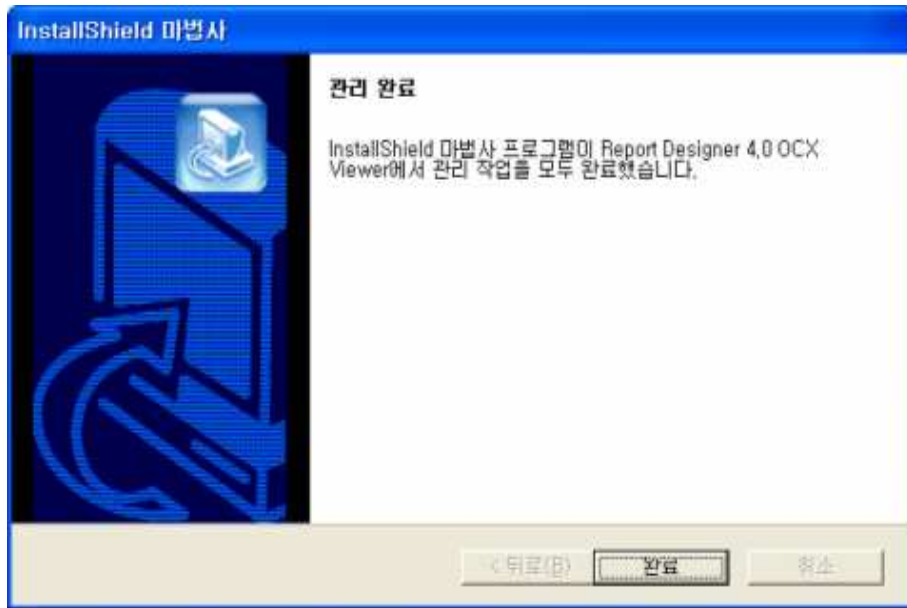 InstallShield 마법사
관리 완료
InstallShield 마법사 프로그램이 Report Designer 4.0 OCX
Viewer에서 관리 작업을 모두 완료했습니다.
< 뒤로(B)
완료
취소